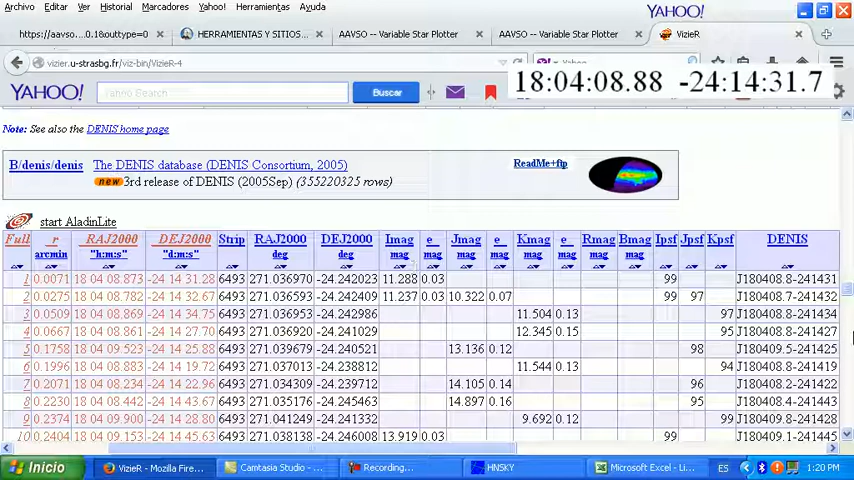 Archivo Editar Ver Historial Marcadores Yahoo! Herramientas Ayuda
YAHOO!
https://aavso....0.1&outtype=0
HERRAMIENTAS Y SITIOS...
AAVSO -- Variable Star Plotter
AAVSO -- Variable Star Plotter
VizieR
vizier.u-strasbg.fr/viz-bin/VizieR-4
YAHOO! Yahoo Search Buscar
18:04:08.88 -24:14:31.7
Note: See also the DENIS home page
B/denis/denis The DENIS database (DENIS Consortium, 2005) ReadMe+ftp
new 3rd release of DENIS (2005Sep) (355220325 rows)
start AladinLite
Full _r _RAJ2000 _DEJ2000 Strip RAJ2000 DEJ2000 Imag e_ Jmag e_ Kmag e_ Rmag Bmag Ipsf Jpsf Kpsf DENIS
arcmin "h:m:s" "d:m:s" deg deg mag mag mag mag mag mag mag mag
1 0.0071 18 04 08.873 -24 14 31.28 6493 271.036970 -24.242023 11.288 0.03 99 J180408.8-241431
2 0.0275 18 04 08.782 -24 14 32.67 6493 271.036593 -24.242409 11.237 0.03 10.322 0.07 99 97 J180408.7-241432
3 0.0509 18 04 08.869 -24 14 34.75 6493 271.036953 -24.242986 11.504 0.13 97 J180408.8-241434
4 0.0667 18 04 08.861 -24 14 27.70 6493 271.036920 -24.241029 12.345 0.15 95 J180408.8-241427
5 0.1758 18 04 09.523 -24 14 25.88 6493 271.039679 -24.240521 13.136 0.12 98 J180409.5-241425
6 0.1996 18 04 08.883 -24 14 19.72 6493 271.037013 -24.238812 11.544 0.13 94 J180408.8-241419
7 0.2071 18 04 08.234 -24 14 22.96 6493 271.034309 -24.239712 14.105 0.14 96 J180408.2-241422
8 0.2230 18 04 08.442 -24 14 43.67 6493 271.035176 -24.245463 14.897 0.16 95 J180408.4-241443
9 0.2374 18 04 09.900 -24 14 28.80 6493 271.041249 -24.241332 9.692 0.12 99 J180409.8-241428
10 0.2404 18 04 09.153 -24 14 45.63 6493 271.038138 -24.246008 13.919 0.03 99 J180409.1-241445
Inicio VizieR - Mozilla Fire... Camtasia Studio - ... Recording... HNSKY Microsoft Excel - Li... ES 1:20 PM